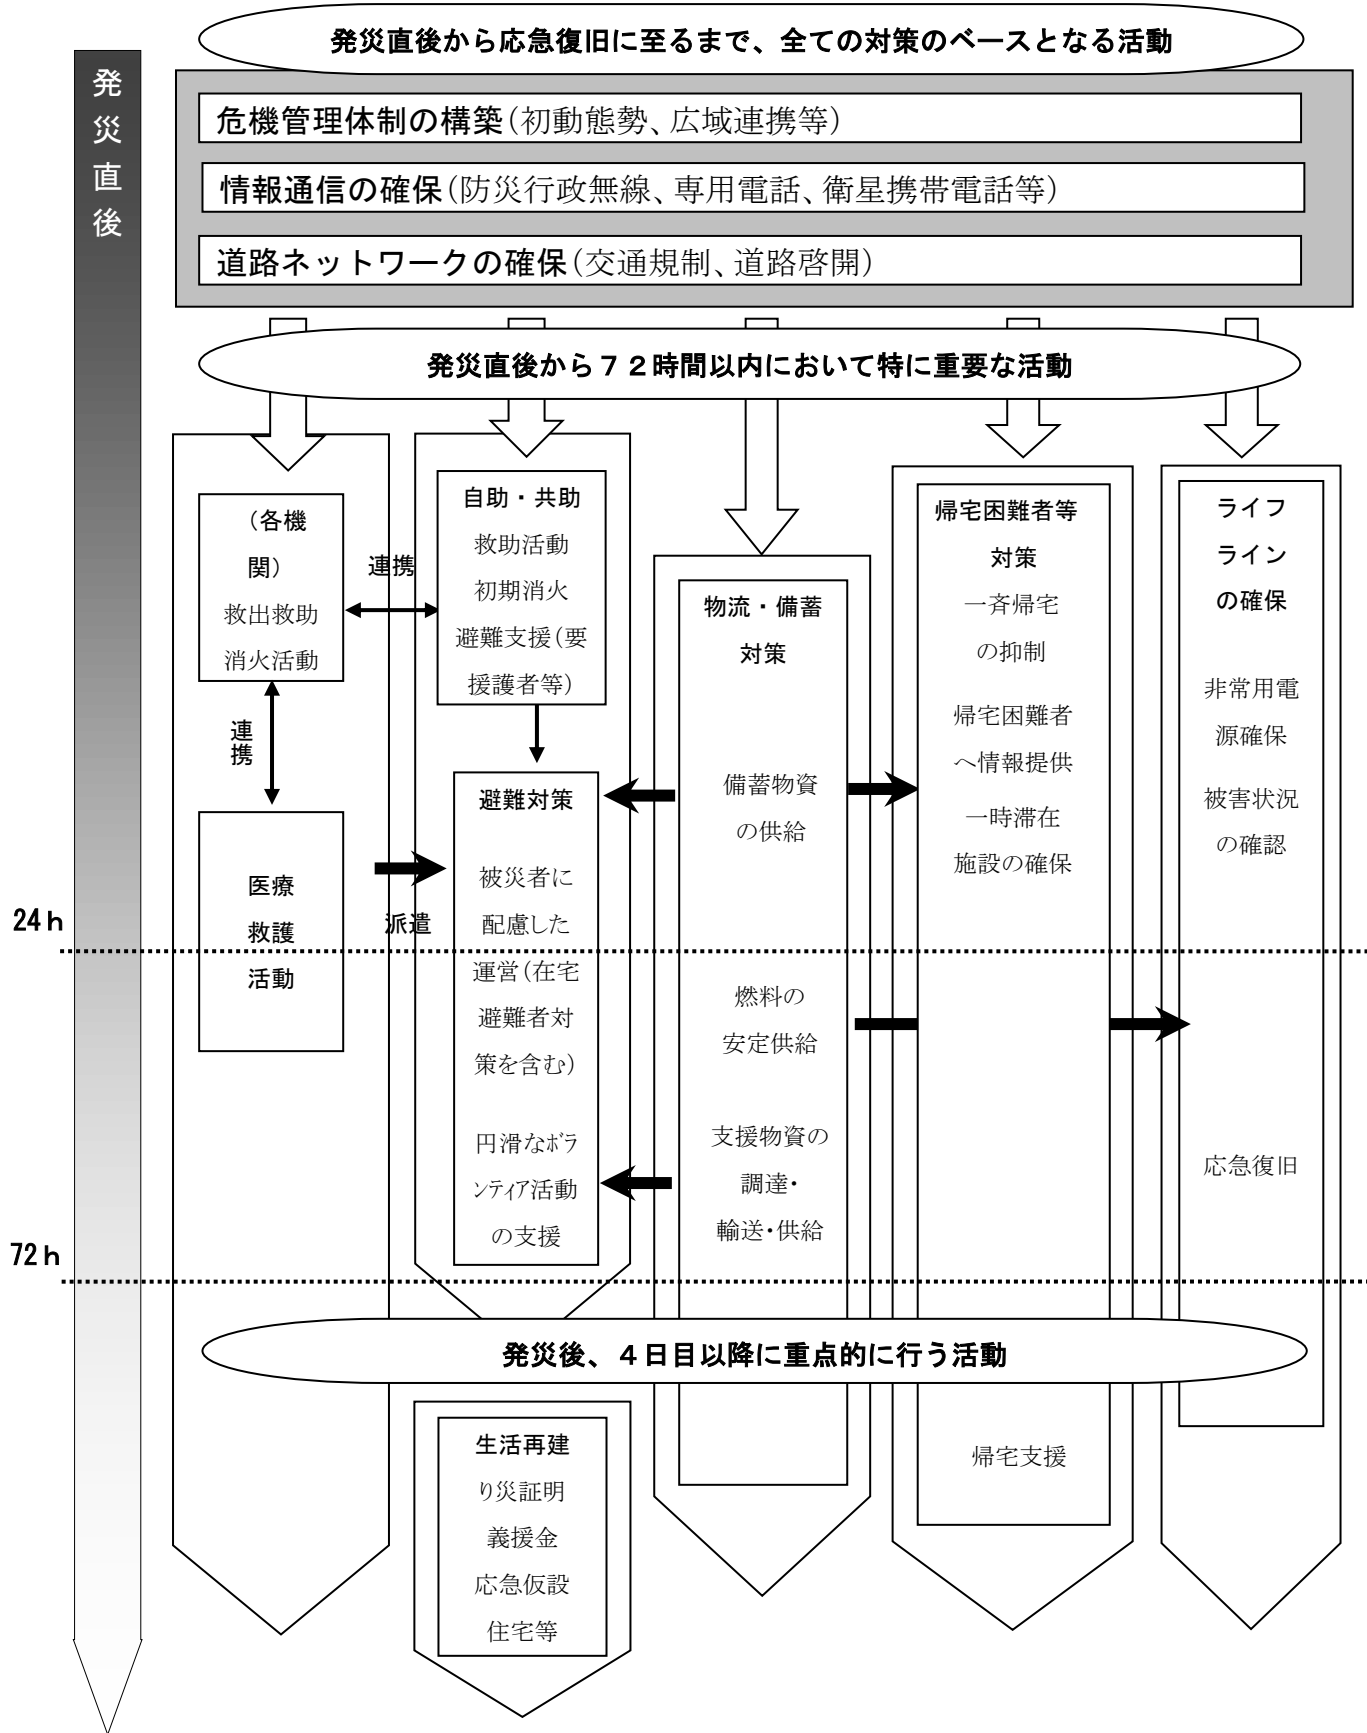 発災直後から応急復旧に至るまで、全ての対策のベースとなる活動
発
災
直
後
危機管理体制の構築(初動態勢、広域連携等)
情報通信の確保(防災行政無線、専用電話、衛星携帯電話等)
道路ネットワークの確保(交通規制、道路啓開)
発災直後から７２時間以内において特に重要な活動
（各機
関）
救出救助
消火活動
連携
連
携
医療
救護
活動
派遣
自助・共助
救助活動
初期消火
避難支援(要
援護者等)
避難対策
被災者に
配慮した
運営(在宅
避難者対
策を含む)
円滑なﾎﾞﾗ
ﾝﾃｨｱ活動
の支援
物流・備蓄
対策
備蓄物資
の供給
燃料の
安定供給
支援物資の
調達・
輸送・供給
帰宅困難者等
対策
一斉帰宅
の抑制
帰宅困難者
へ情報提供
一時滞在
施設の確保
ライフ
ライン
の確保
非常用電
源確保
被害状況
の確認
応急復旧
24ｈ
72ｈ
発災後、４日目以降に重点的に行う活動
生活再建
り災証明
義援金
応急仮設
住宅等
帰宅支援